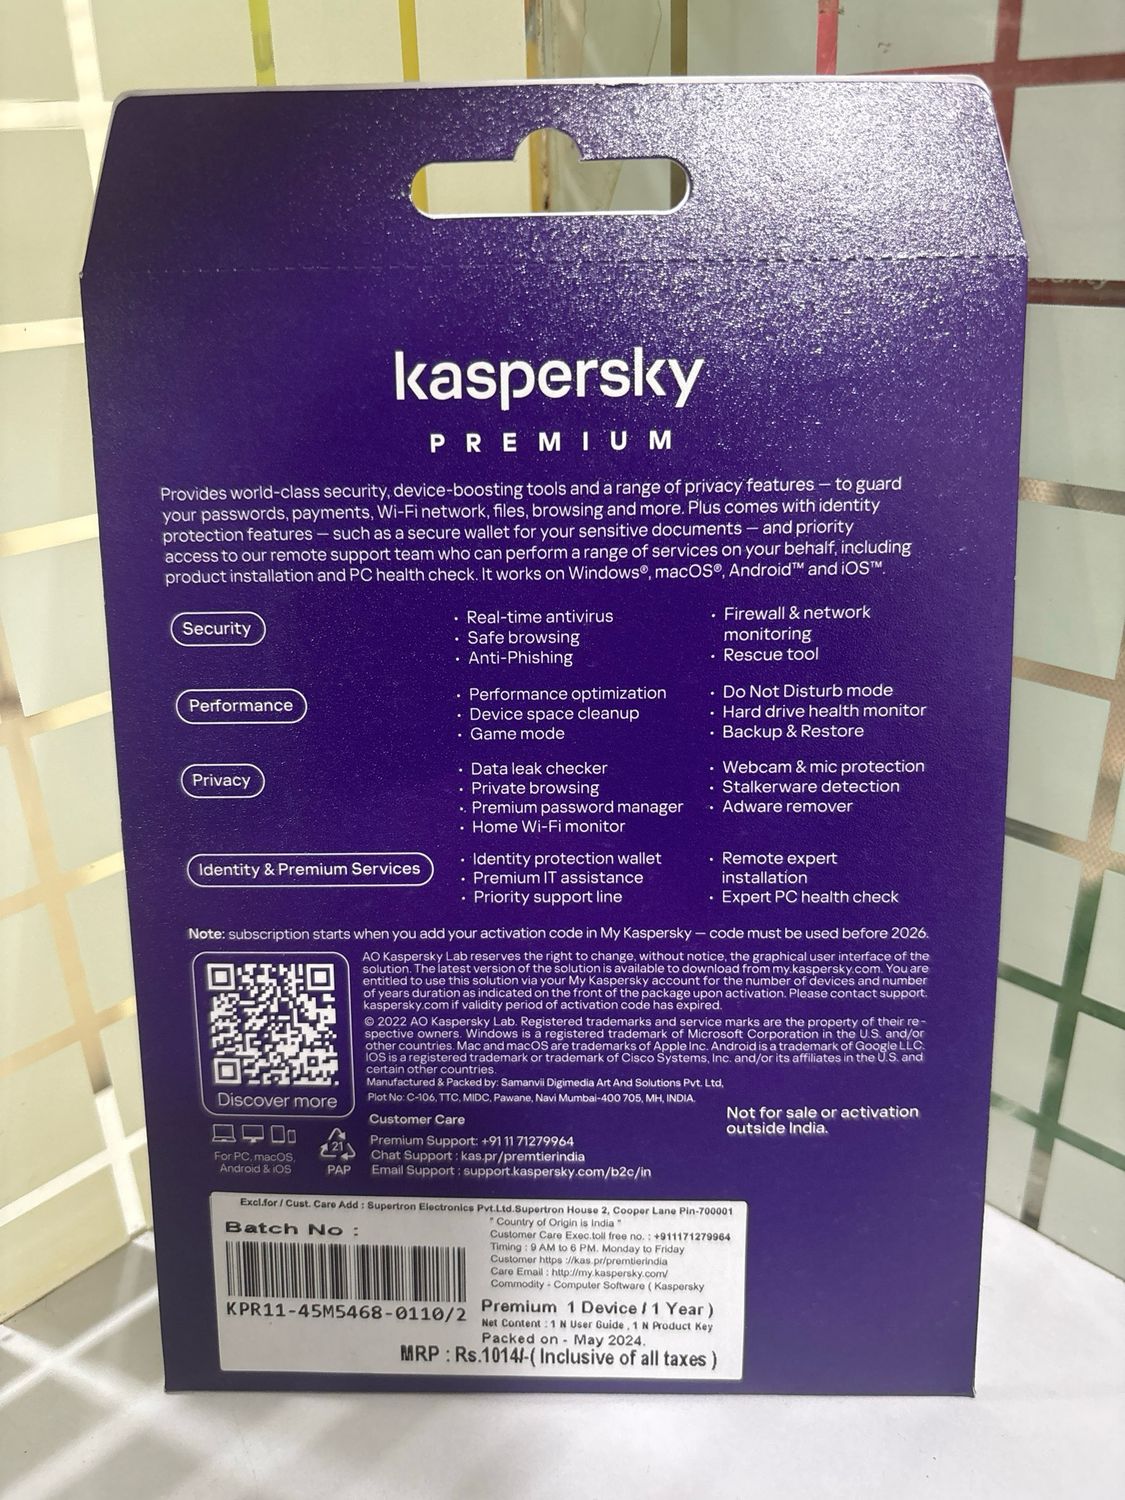 kaspersky
PREMIUM
Provides world-class security, device-boosting tools and a range of privacy features — to guard
your passwords, payments, Wi-Fi network, files, browsing and more. Plus comes with identity
protection features — such as a secure wallet for your sensitive documents — and priority
access to our remote support team who can perform a range of services on your behalf, including
product installation and PC health check. It works on Windows®, macOS®, Android™ and iOS™.
Security
• Real-time antivirus
• Safe browsing
• Anti-Phishing
• Firewall & network
monitoring
• Rescue tool
Performance
• Performance optimization
• Device space cleanup
• Game mode
• Do Not Disturb mode
• Hard drive health monitor
• Backup & Restore
Privacy
• Data leak checker
• Private browsing
• Premium password manager
• Home Wi-Fi monitor
• Webcam & mic protection
• Stalkerware detection
• Adware remover
Identity & Premium Services
• Identity protection wallet
• Premium IT assistance
• Priority support line
• Remote expert
installation
• Expert PC health check
Note: subscription starts when you add your activation code in My Kaspersky — code must be used before 2026.
AO Kaspersky Lab reserves the right to change, without notice, the graphical user interface of the
solution. The latest version of the solution is available to download from my.kaspersky.com. You are
entitled to use this solution via your My Kaspersky account for the number of devices and number
of years duration as indicated on the front of the package upon activation. Please contact support.
kaspersky.com if validity period of activation code has expired.
© 2022 AO Kaspersky Lab. Registered trademarks and service marks are the property of their re-
spective owners. Windows is a registered trademark of Microsoft Corporation in the U.S. and/or
other countries. Mac and macOS are trademarks of Apple Inc. Android is a trademark of Google LLC.
IOS is a registered trademark or trademark of Cisco Systems, Inc. and/or its affiliates in the U.S. and
certain other countries.
Manufactured & Packed by: Samanvii Digimedia Art And Solutions Pvt. Ltd,
Plot No: C-106, TTC, MIDC, Pawane, Navi Mumbai-400 705, MH, INDIA.
Discover more
For PC, macOS,
Android & iOS
21
PAP
Customer Care
Premium Support: +91 11 71279964
Chat Support : kas.pr/premtierindia
Email Support : support.kaspersky.com/b2c/in
Not for sale or activation
outside India.
Excl.for / Cust. Care Add : Supertron Electronics Pvt.Ltd.Supertron House 2, Cooper Lane Pin-700001
" Country of Origin is India "
Batch No :
KPR11-45M5468-0110/2
Customer Care Exec.toll free no. : +911171279964
Timing : 9 AM to 6 PM. Monday to Friday
Customer https ://kas.pr/premtierindia
Care Email : http://my.kaspersky.com/
Commodity - Computer Software ( Kaspersky
Premium 1 Device / 1 Year )
Net Content : 1 N User Guide , 1 N Product Key
Packed on - May 2024.
MRP : Rs.1014/-( Inclusive of all taxes )